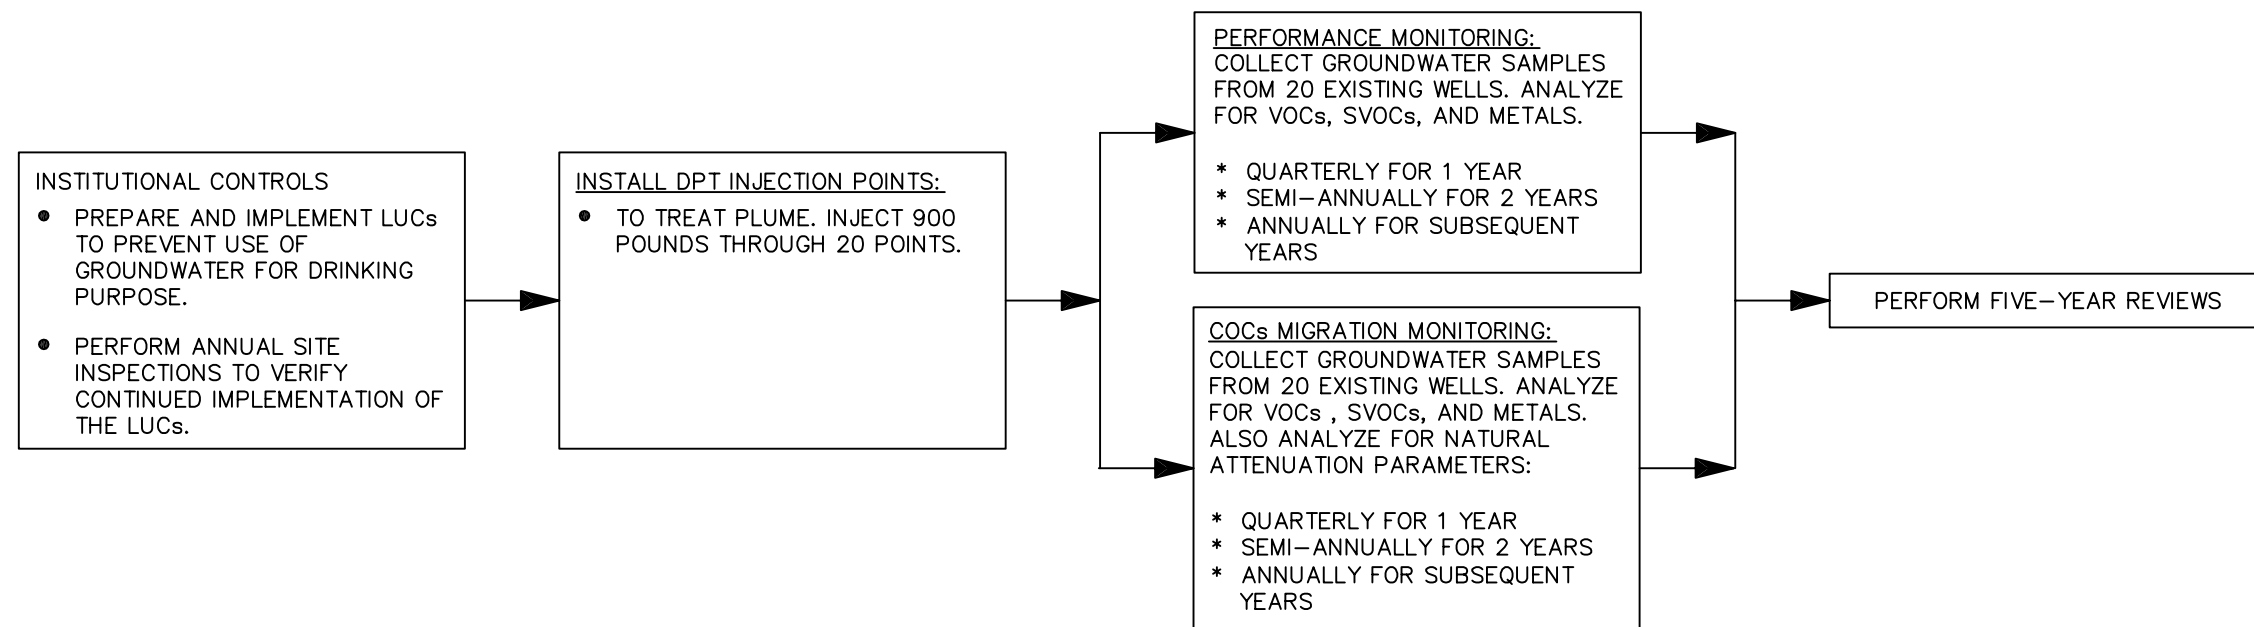 INSTITUTIONAL CONTROLS
● PREPARE AND IMPLEMENT LUCs
TO PREVENT USE OF
GROUNDWATER FOR DRINKING
PURPOSE.
● PERFORM ANNUAL SITE
INSPECTIONS TO VERIFY
CONTINUED IMPLEMENTATION OF
THE LUCs.
INSTALL DPT INJECTION POINTS:
● TO TREAT PLUME. INJECT 900
POUNDS THROUGH 20 POINTS.
PERFORMANCE MONITORING:
COLLECT GROUNDWATER SAMPLES
FROM 20 EXISTING WELLS. ANALYZE
FOR VOCs, SVOCs, AND METALS.
* QUARTERLY FOR 1 YEAR
* SEMI-ANNUALLY FOR 2 YEARS
* ANNUALLY FOR SUBSEQUENT
YEARS
COCs MIGRATION MONITORING:
COLLECT GROUNDWATER SAMPLES
FROM 20 EXISTING WELLS. ANALYZE
FOR VOCs , SVOCs, AND METALS.
ALSO ANALYZE FOR NATURAL
ATTENUATION PARAMETERS:
* QUARTERLY FOR 1 YEAR
* SEMI-ANNUALLY FOR 2 YEARS
* ANNUALLY FOR SUBSEQUENT
YEARS
PERFORM FIVE-YEAR REVIEWS